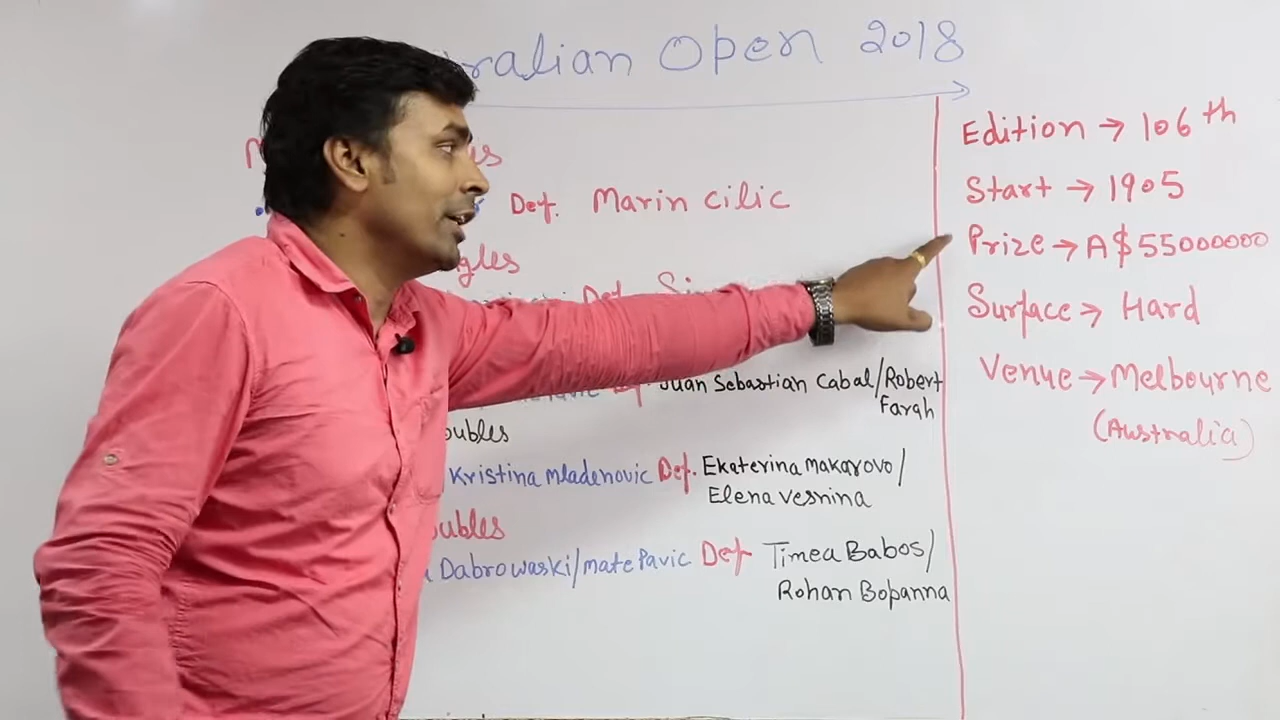 ralian Open 2018
Def. Marin cilic
gles
Def.
Def Juan Sebastian Cabal/Robert
Farah
oubles
Kristina mladenovic Def. Ekaterina makarovo/
Elena vesnina
oubles
Dabrowaski/mate Pavic Def Timea Babos/
Rohan Bopanna
Edition → 106th
Start → 1905
Prize → A$55000000
Surface → Hard
Venue → Melbourne
(Australia)